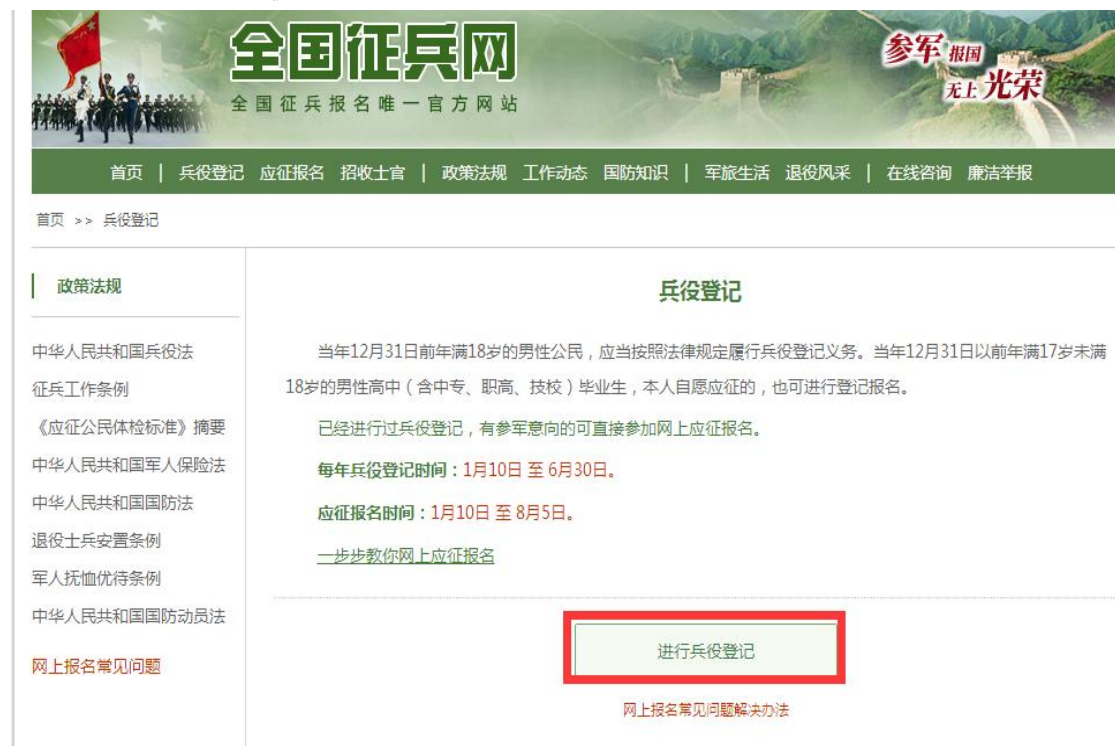 全国征兵网
全国征兵报名唯一官方网站
参军 报国
无上 光荣
首页 | 兵役登记 应征报名 招收士官 | 政策法规 工作动态 国防知识 | 军旅生活 退役风采 | 在线咨询 廉洁举报
首页 >> 兵役登记
政策法规
中华人民共和国兵役法
征兵工作条例
《应征公民体检标准》摘要
中华人民共和国军人保险法
中华人民共和国国防法
退役士兵安置条例
军人抚恤优待条例
中华人民共和国国防动员法
网上报名常见问题
兵役登记
当年12月31日前年满18岁的男性公民，应当按照法律规定履行兵役登记义务。当年12月31日以前年满17岁未满
18岁的男性高中（含中专、职高、技校）毕业生，本人自愿应征的，也可进行登记报名。
已经进行过兵役登记，有参军意向的可直接参加网上应征报名。
每年兵役登记时间：1月10日 至 6月30日。
应征报名时间：1月10日 至 8月5日。
一步步教你网上应征报名
进行兵役登记
网上报名常见问题解决办法